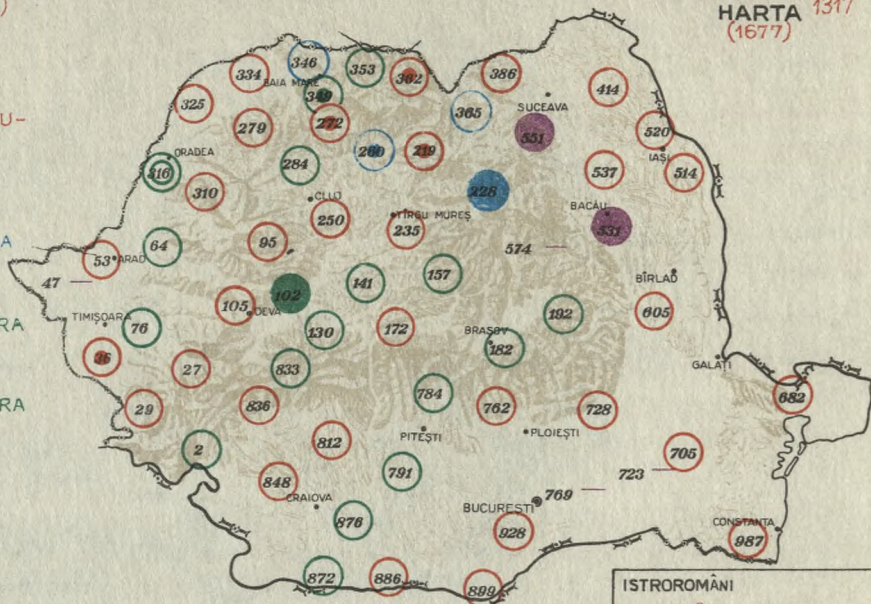 )
HARTA 1317
(1677)
346
353
334
362
386
BAIA MARE
349
414
325
365
SUCEAVA
U-
279
272
551
520
260
219
IAȘI
ORADEA
284
537
514
316
310
228
CLUJ
BACĂU
250
TÎRGU MUREȘ
531
235
A
64
95
574
53
ARAD
157
47
141
BÎRLAD
102
105
DEVA
192
605
TIMIȘOARA
RA
76
130
172
BRAȘOV
182
36
GALAȚI
27
833
784
682
RA
29
836
762
728
PITEȘTI
PLOIEȘTI
812
2
705
791
723
848
769
CRAIOVA
BUCUREȘTI
876
CONSTANȚA
928
987
872
886
899
ISTROROMÂNI